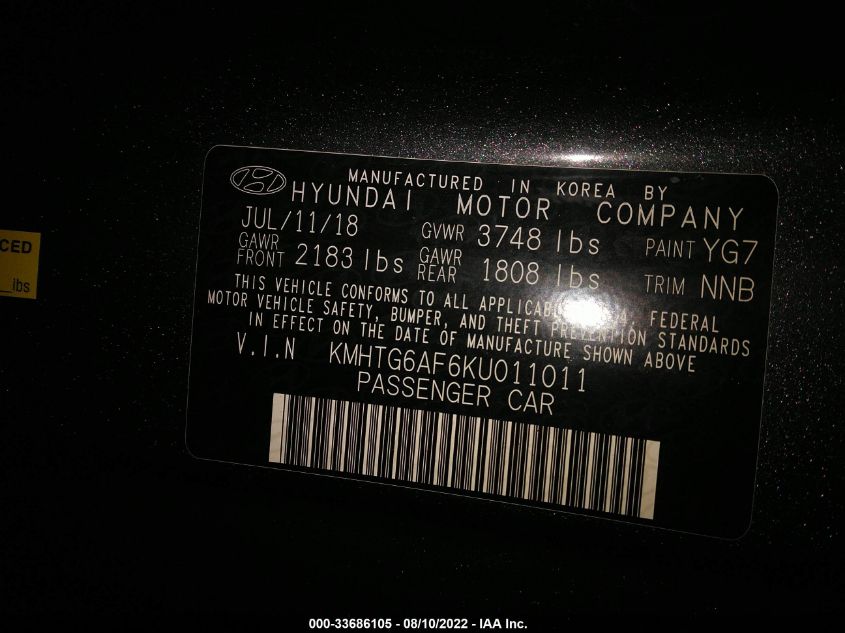 MANUFACTURED IN KOREA BY
HYUNDAI MOTOR COMPANY
JUL/11/18 GVWR 3748 lbs PAINT YG7
GAWR FRONT 2183 lbs GAWR REAR 1808 lbs TRIM NNB
THIS VEHICLE CONFORMS TO ALL APPLICABLE FEDERAL
MOTOR VEHICLE SAFETY, BUMPER, AND THEFT PREVENTION STANDARDS
IN EFFECT ON THE DATE OF MANUFACTURE SHOWN ABOVE
V.I.N KMHTG6AF6KU011011
PASSENGER CAR
CED
lbs
000-33686105 - 08/10/2022 - IAA Inc.